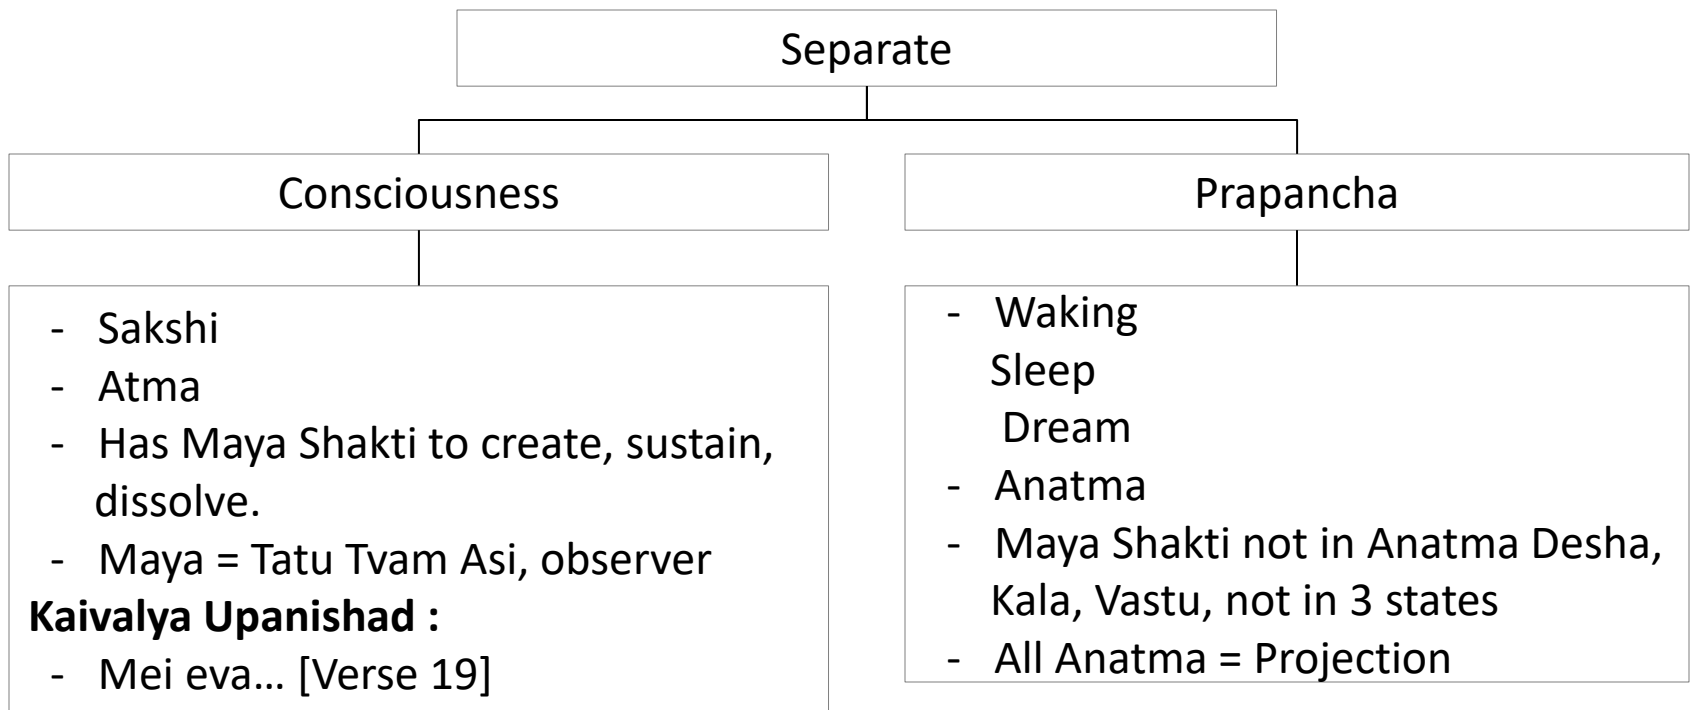 Separate
Consciousness
- Sakshi
- Atma
- Has Maya Shakti to create, sustain,
dissolve.
- Maya = Tatu Tvam Asi, observer
Kaivalya Upanishad :
- Mei eva... [Verse 19]
Prapancha
- Waking
Sleep
Dream
- Anatma
- Maya Shakti not in Anatma Desha,
Kala, Vastu, not in 3 states
- All Anatma = Projection